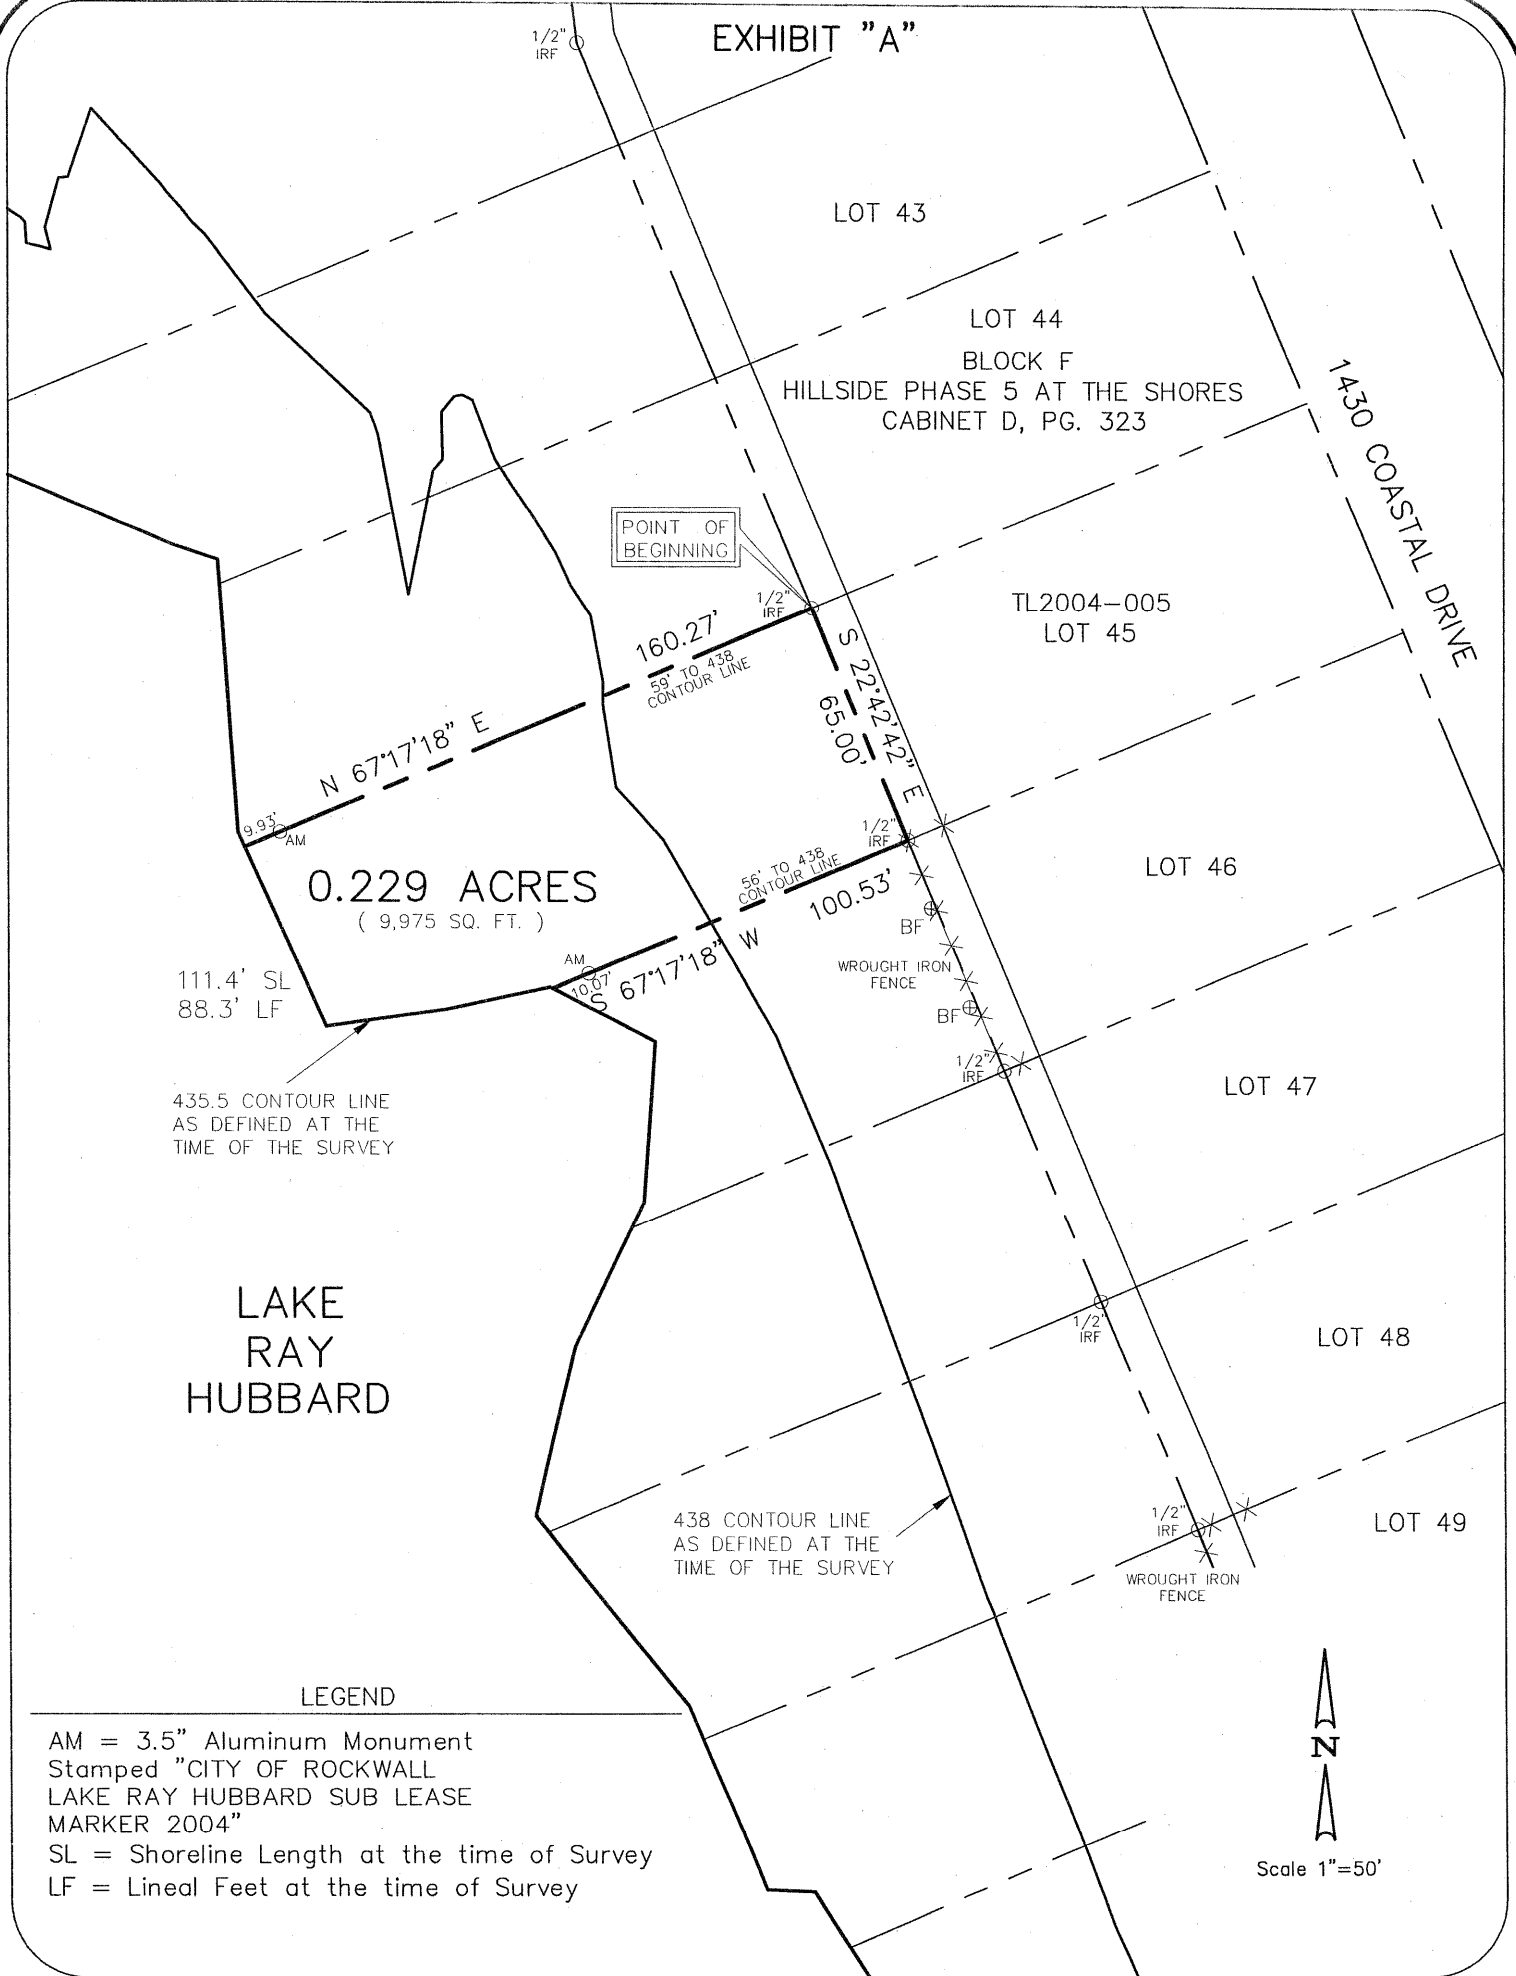 EXHIBIT "A"
1/2"
IRF
LOT 43
LOT 44
BLOCK F
HILLSIDE PHASE 5 AT THE SHORES
CABINET D, PG. 323
1430 COASTAL DRIVE
POINT OF
BEGINNING
1/2"
IRF
TL2004-005
LOT 45
160.27'
59' TO 438
CONTOUR LINE
S 22°42'42" E
65.00'
N 67°17'18" E
9.93'
AM
1/2"
IRF
0.229 ACRES
( 9,975 SQ. FT. )
56' TO 438
CONTOUR LINE
100.53'
LOT 46
BF
AM
10.07'
S 67°17'18" W
WROUGHT IRON
FENCE
111.4' SL
88.3' LF
BF
1/2"
IRF
LOT 47
435.5 CONTOUR LINE
AS DEFINED AT THE
TIME OF THE SURVEY
LAKE
RAY
HUBBARD
1/2'
IRF
LOT 48
438 CONTOUR LINE
AS DEFINED AT THE
TIME OF THE SURVEY
1/2"
IRF
LOT 49
WROUGHT IRON
FENCE
LEGEND
AM = 3.5" Aluminum Monument
Stamped "CITY OF ROCKWALL
LAKE RAY HUBBARD SUB LEASE
MARKER 2004"
SL = Shoreline Length at the time of Survey
LF = Lineal Feet at the time of Survey
N
Scale 1"=50'